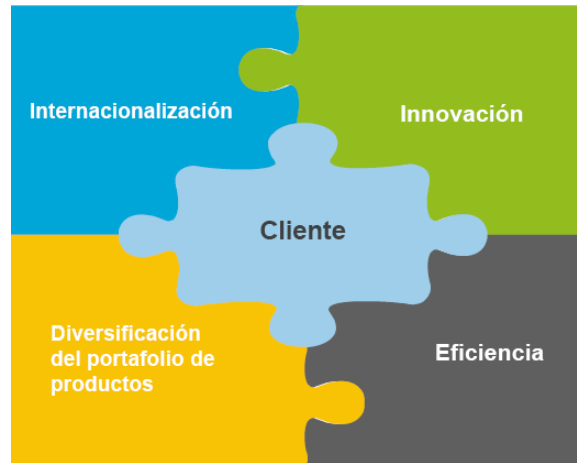 Internacionalización
Innovación
Cliente
Diversificación
del portafolio de
productos
Eficiencia